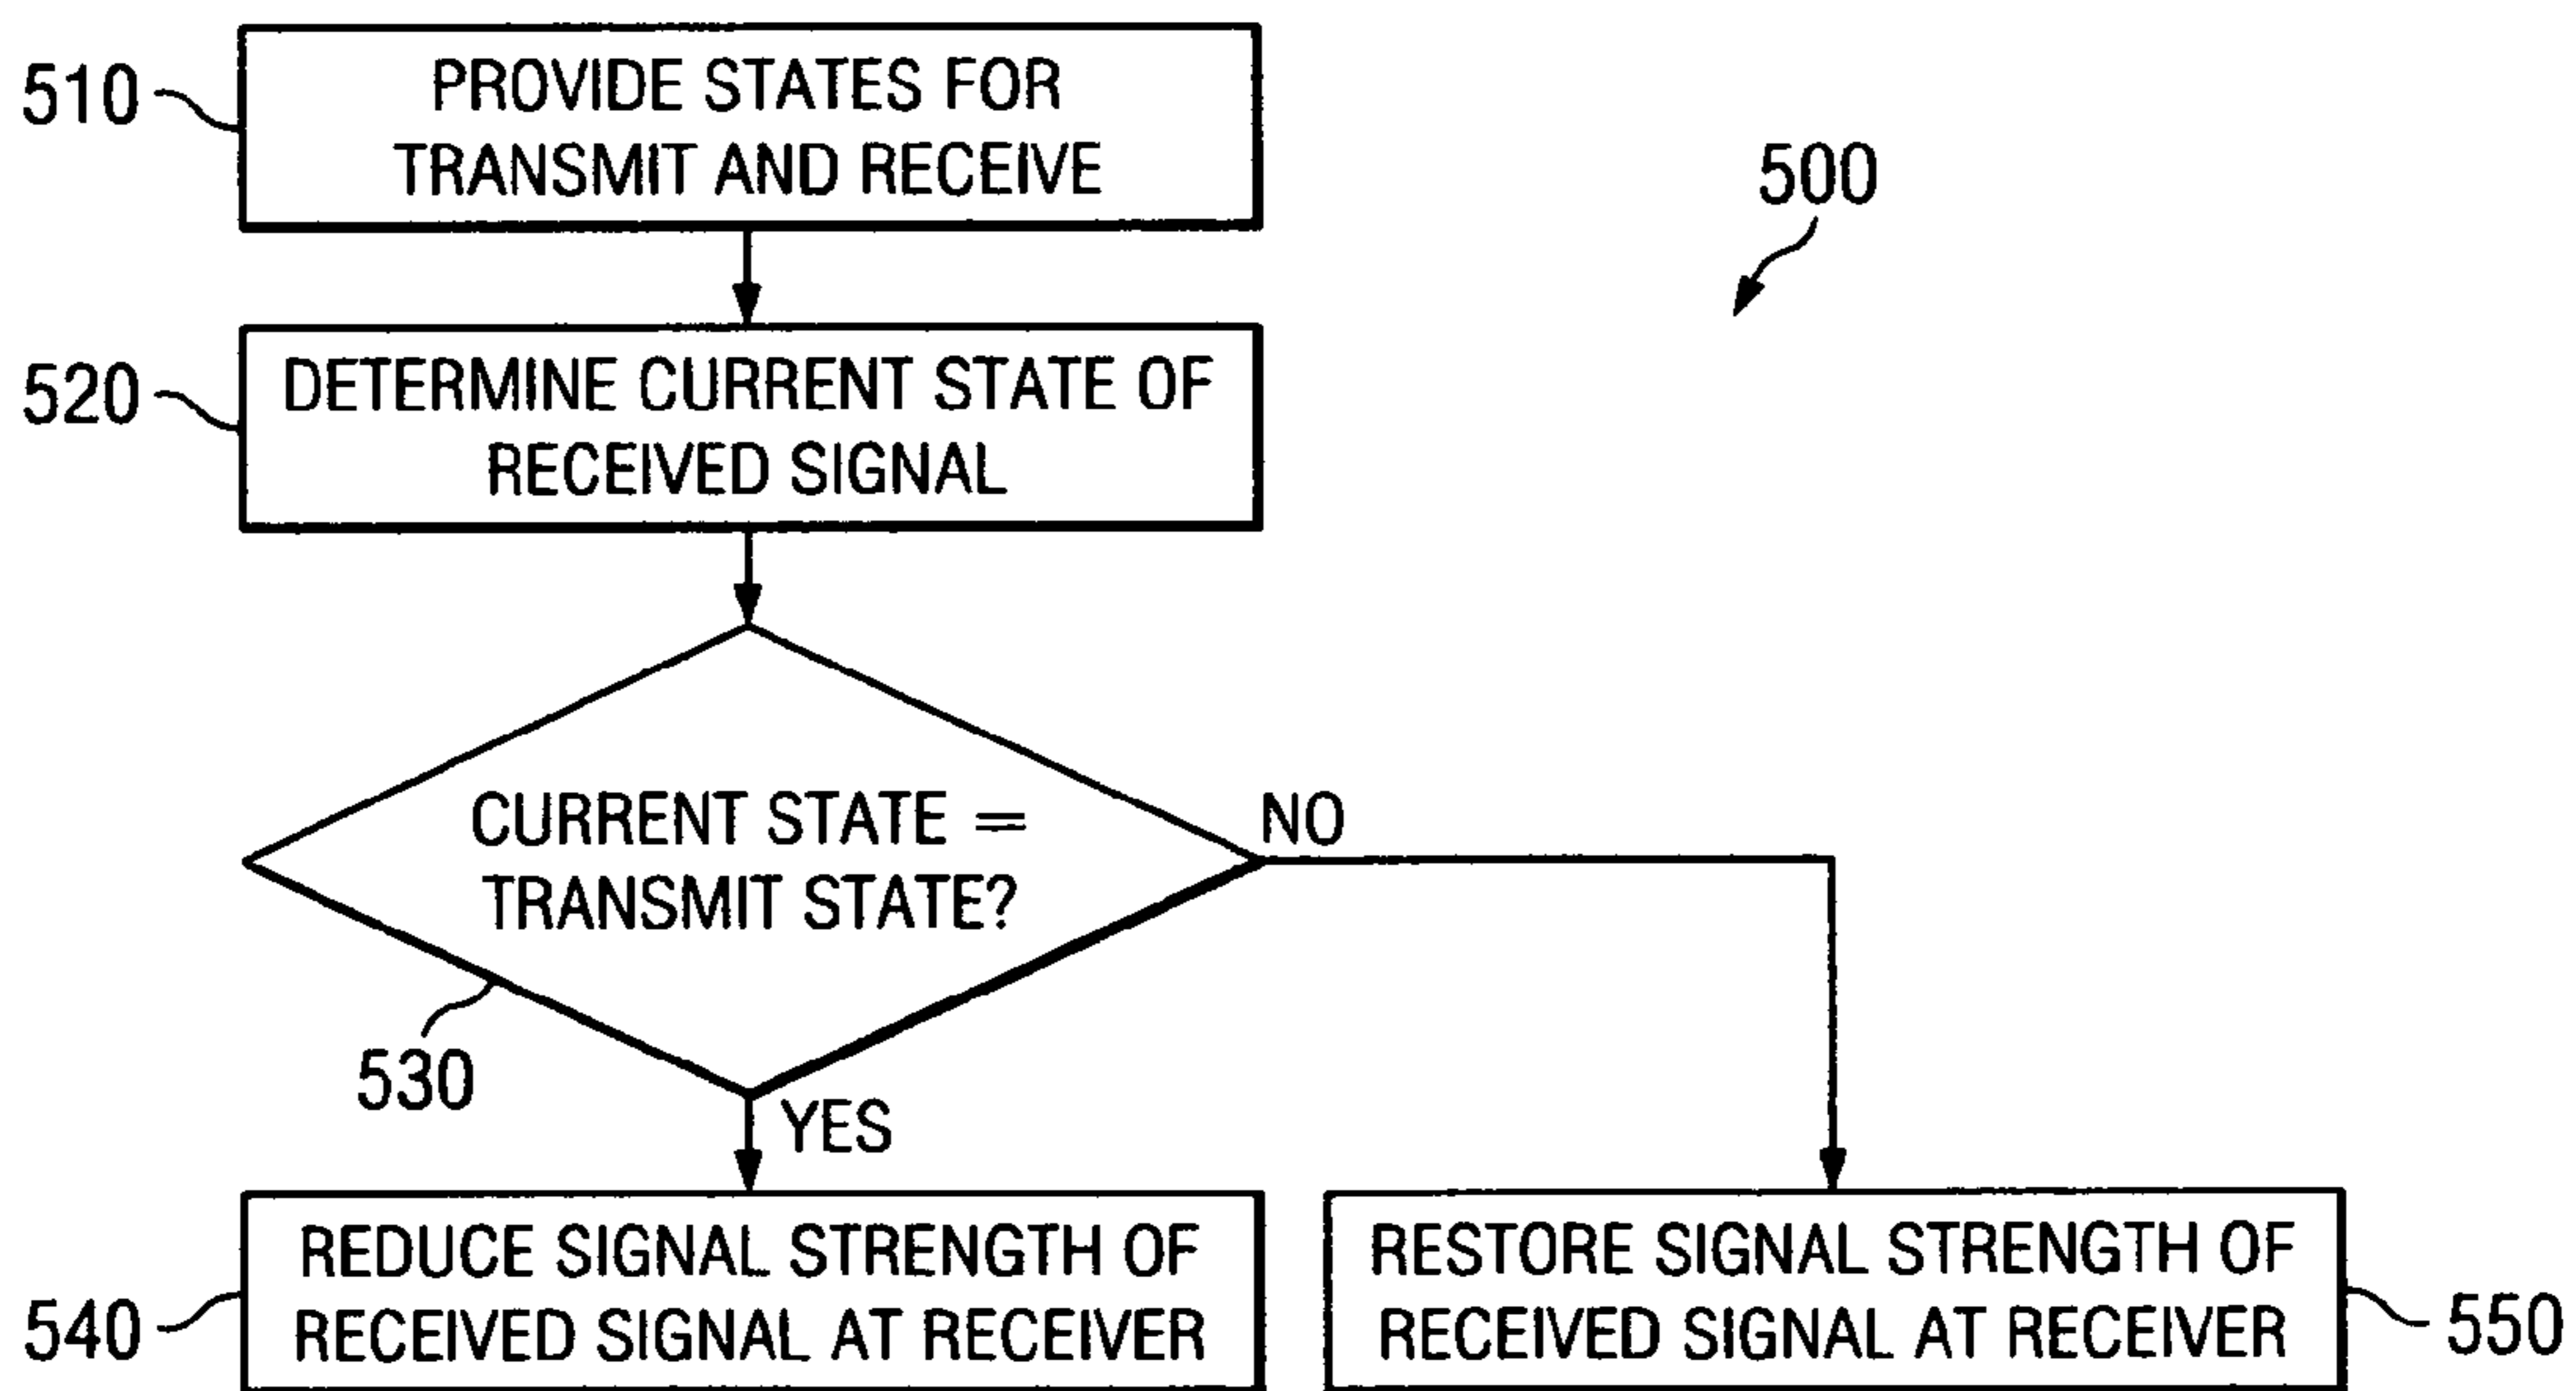 510
PROVIDE STATES FOR
TRANSMIT AND RECEIVE
500
520
DETERMINE CURRENT STATE OF
RECEIVED SIGNAL
CURRENT STATE =
TRANSMIT STATE?
NO
530
YES
540
REDUCE SIGNAL STRENGTH OF
RECEIVED SIGNAL AT RECEIVER
RESTORE SIGNAL STRENGTH OF
RECEIVED SIGNAL AT RECEIVER
550